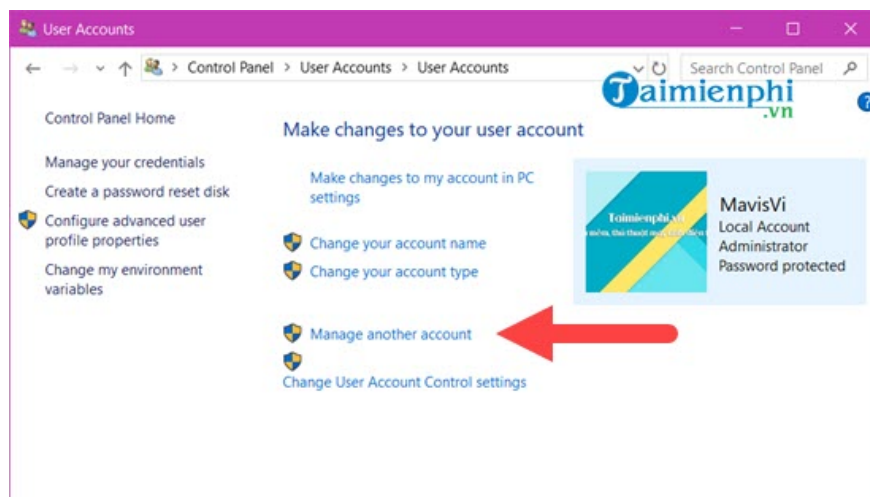 User Accounts
Control Panel > User Accounts > User Accounts
Search Control Panel
Taimienphi
.vn
?
Control Panel Home
Manage your credentials
Create a password reset disk
Configure advanced user
profile properties
Change my environment
variables
Make changes to your user account
Make changes to my account in PC
settings
Change your account name
Change your account type
Manage another account
Change User Account Control settings
Taimienphi.vn
MavisVi
Local Account
Administrator
Password protected